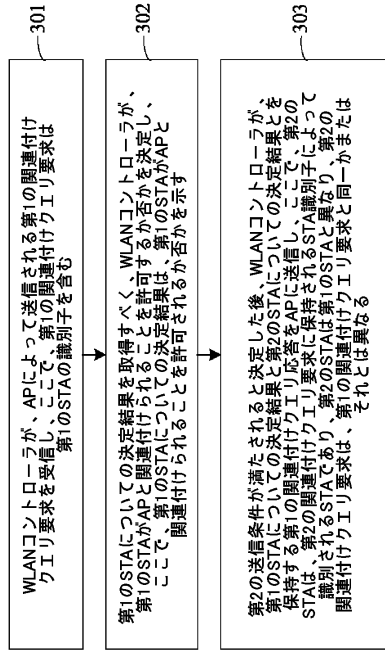 301
WLANコントローラが、APによって送信される第1の関連付け
クエリ要求を受信し、ここで、第1の関連付けクエリ要求は
第1のSTAの識別子を含む
302
第1のSTAについての決定結果を取得すべく、WLANコントローラが、
第1のSTAがAPと関連付けられることを許可するか否かを決定し、
ここで、第1のSTAについての決定結果は、第1のSTAがAPと
関連付けられることを許可されるか否かを示す
303
第2の送信条件が満たされると決定した後、WLANコントローラが、
第1のSTAについての決定結果と第2のSTAについての決定結果とを
保持する第1の関連付けクエリ応答をAPに送信し、ここで、第2の
STAは、第2の関連付けクエリ要求に保持されるSTA識別子によって
識別されるSTAであり、第2のSTAは第1のSTAと異なり、第2の
関連付けクエリ要求は、第1の関連付けクエリ要求と同一かまたは
それとは異なる